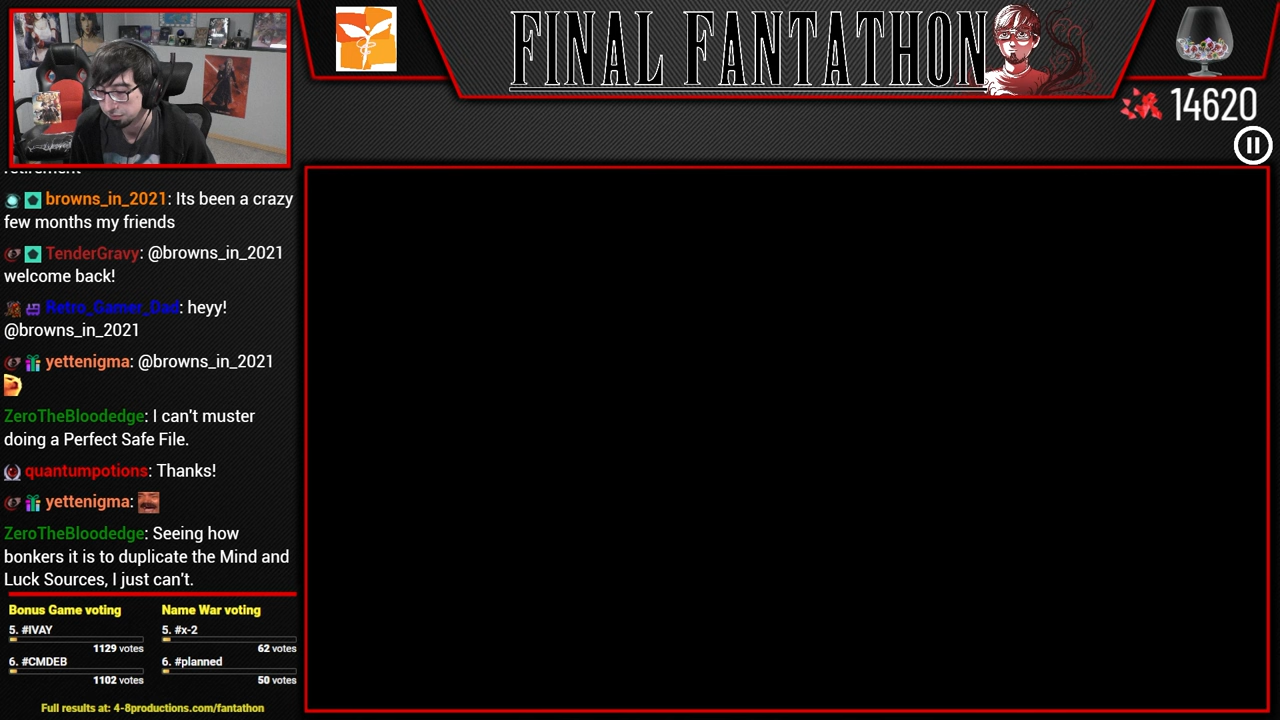 FINAL FANTATHON
14620
browns_in_2021: Its been a crazy
few months my friends
TenderGravy: @browns_in_2021
welcome back!
Retro_Gamer_Dad: heyy!
@browns_in_2021
yettenigma: @browns_in_2021
ZeroTheBloodedge: I can't muster
doing a Perfect Safe File.
quantumpotions: Thanks!
yettenigma:
ZeroTheBloodedge: Seeing how
bonkers it is to duplicate the Mind and
Luck Sources, I just can't.
Bonus Game voting
5. #IVAY
1129 votes
6. #CMDEB
1102 votes
Name War voting
5. #x-2
62 votes
6. #planned
50 votes
Full results at: 4-8productions.com/fantathon